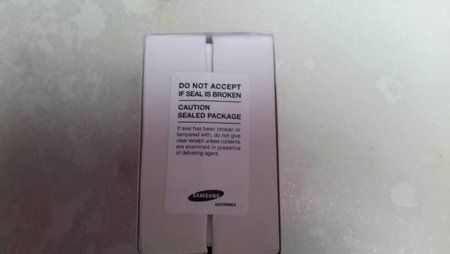 DO NOT ACCEPT
IF SEAL IS BROKEN
CAUTION
SEALED PACKAGE
If seal has been broken or
tampered with, do not give
clear receipt unless contents
are examined in presence
of delivering agent.
SAMSUNG
ELECTRONICS